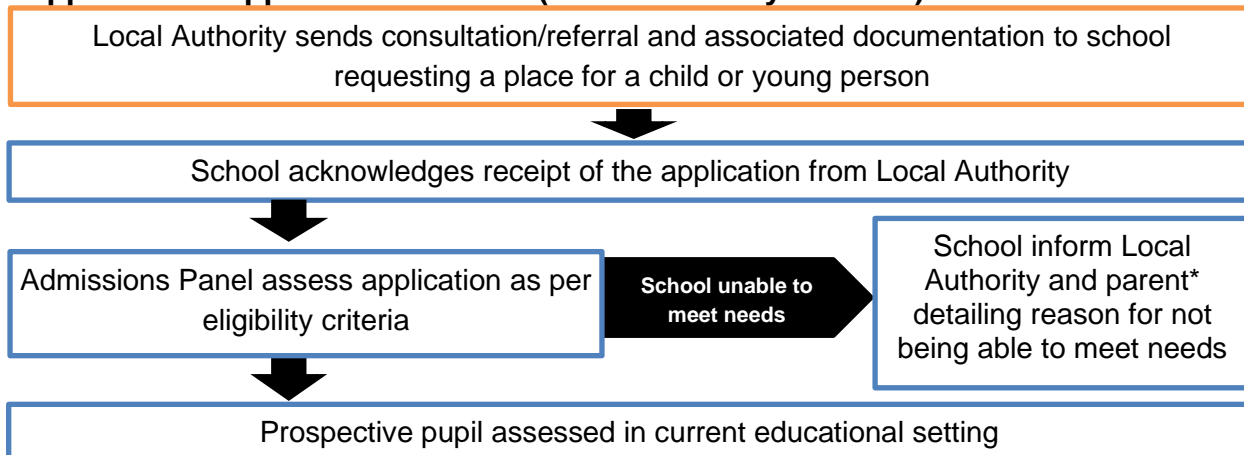 Local Authority sends consultation/referral and associated documentation to school
requesting a place for a child or young person
School acknowledges receipt of the application from Local Authority
Admissions Panel assess application as per
eligibility criteria
School unable to
meet needs
School inform Local
Authority and parent*
detailing reason for not
being able to meet needs
Prospective pupil assessed in current educational setting